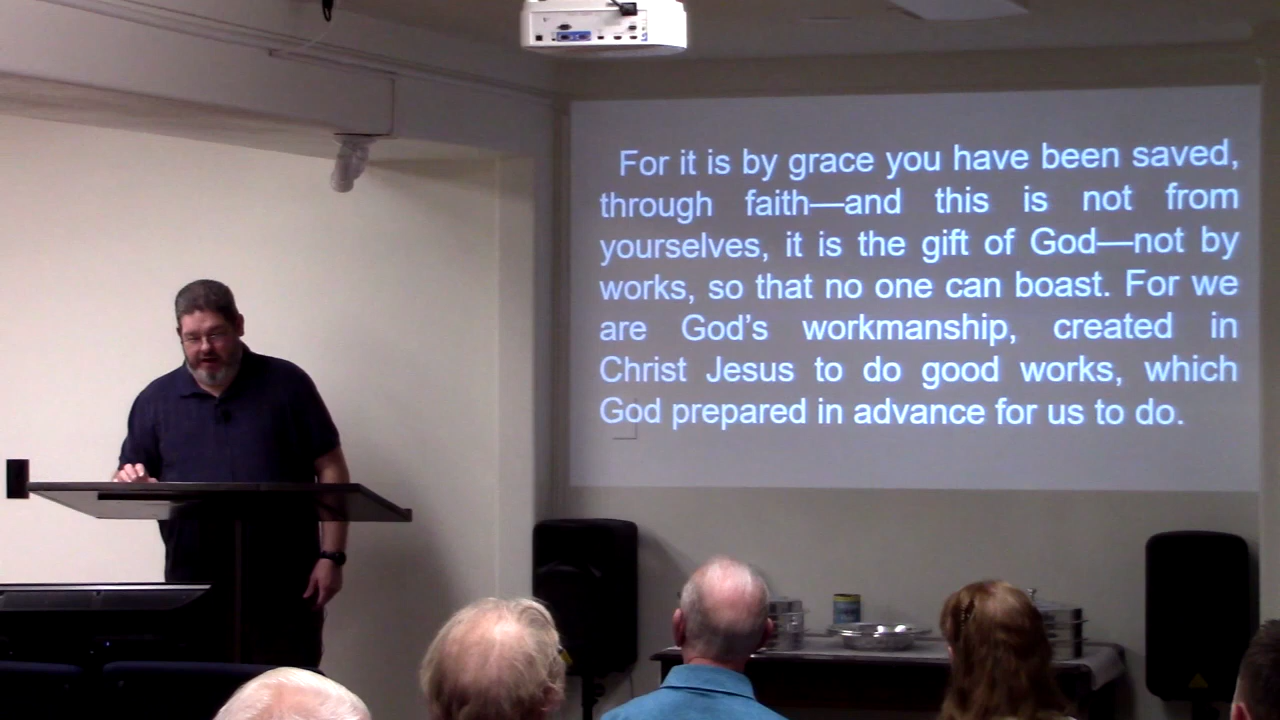 For it is by grace you have been saved,
through faith—and this is not from
yourselves, it is the gift of God—not by
works, so that no one can boast. For we
are God’s workmanship, created in
Christ Jesus to do good works, which
God prepared in advance for us to do.